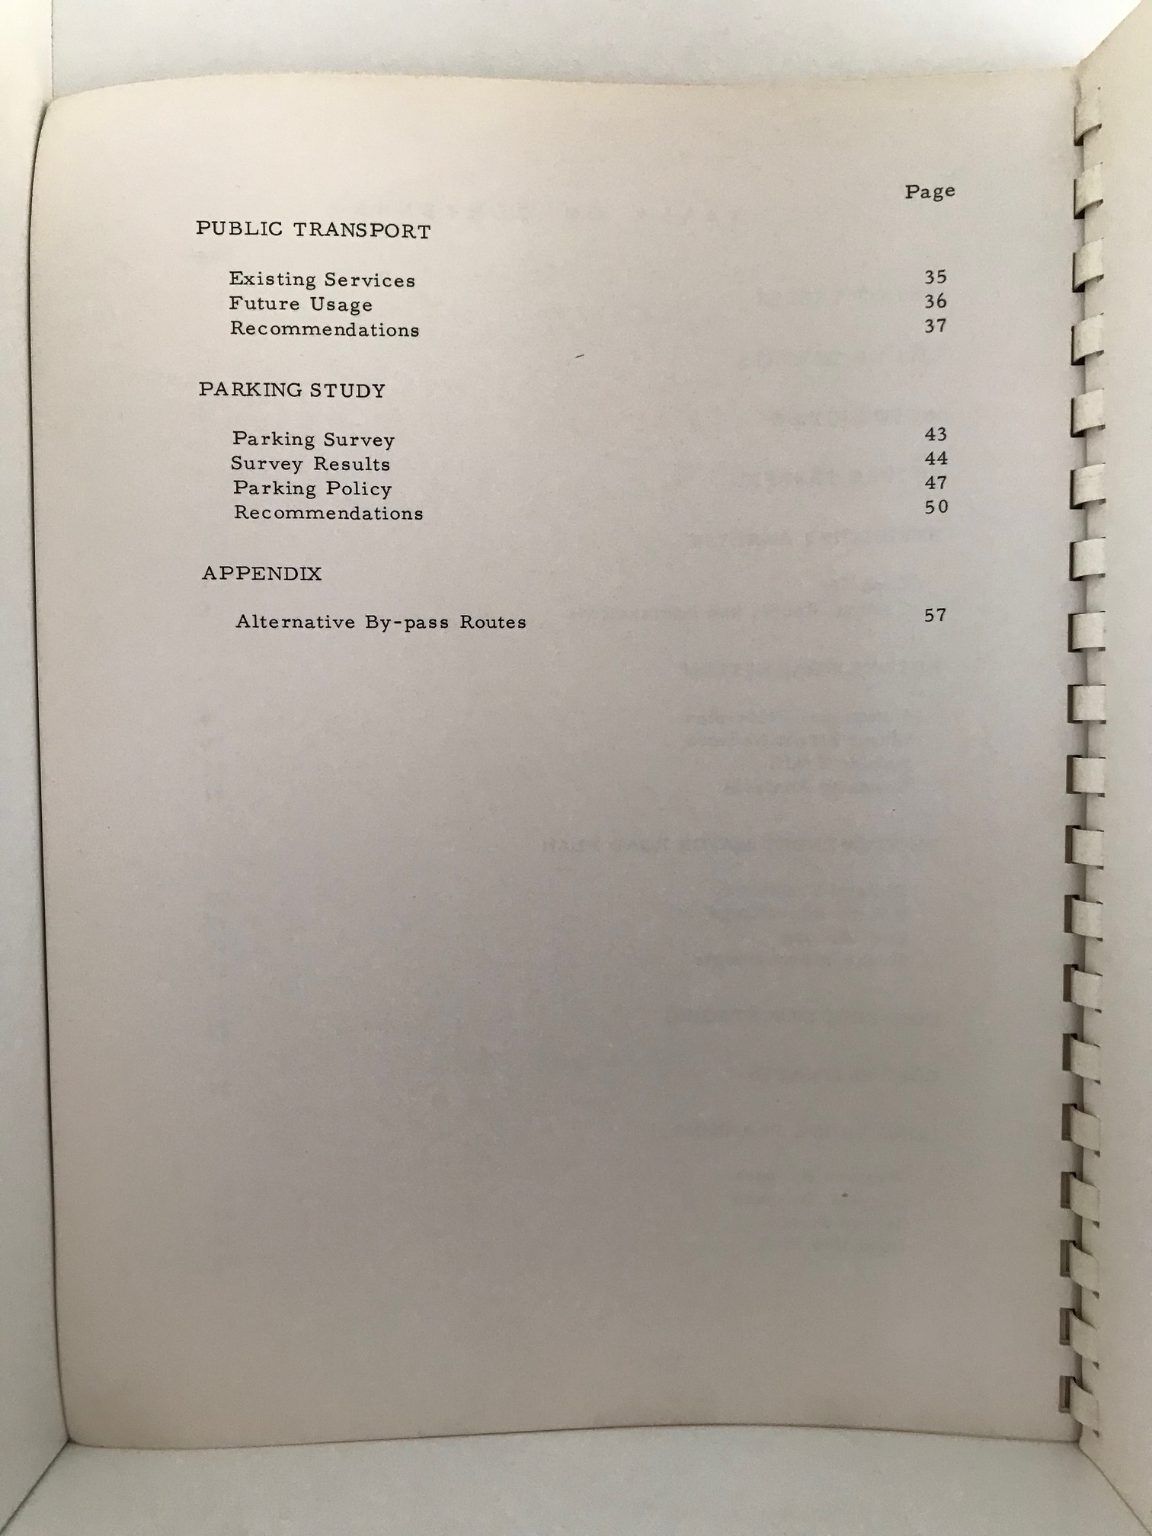 Page
PUBLIC TRANSPORT
Existing Services 35
Future Usage 36
Recommendations 37
PARKING STUDY
Parking Survey 43
Survey Results 44
Parking Policy 47
Recommendations 50
APPENDIX
Alternative By-pass Routes 57